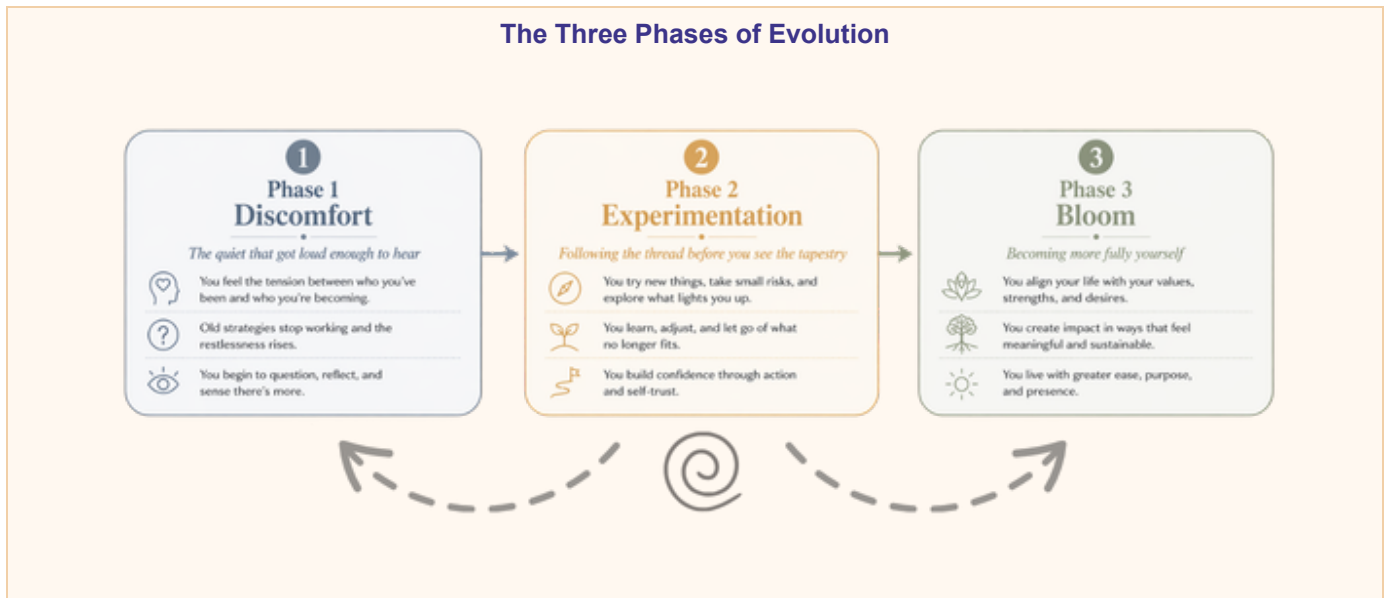 The Three Phases of Evolution
1
Phase 1
Discomfort
The quiet that got loud enough to hear
You feel the tension between who you've
been and who you're becoming.
?
Old strategies stop working and the
restlessness rises.
You begin to question, reflect, and
sense there's more.
2
Phase 2
Experimentation
Following the thread before you see the tapestry
You try new things, take small risks, and
explore what lights you up.
You learn, adjust, and let go of what
no longer fits.
You build confidence through action
and self-trust.
3
Phase 3
Bloom
Becoming more fully yourself
You align your life with your values,
strengths, and desires.
You create impact in ways that feel
meaningful and sustainable.
You live with greater ease, purpose,
and presence.